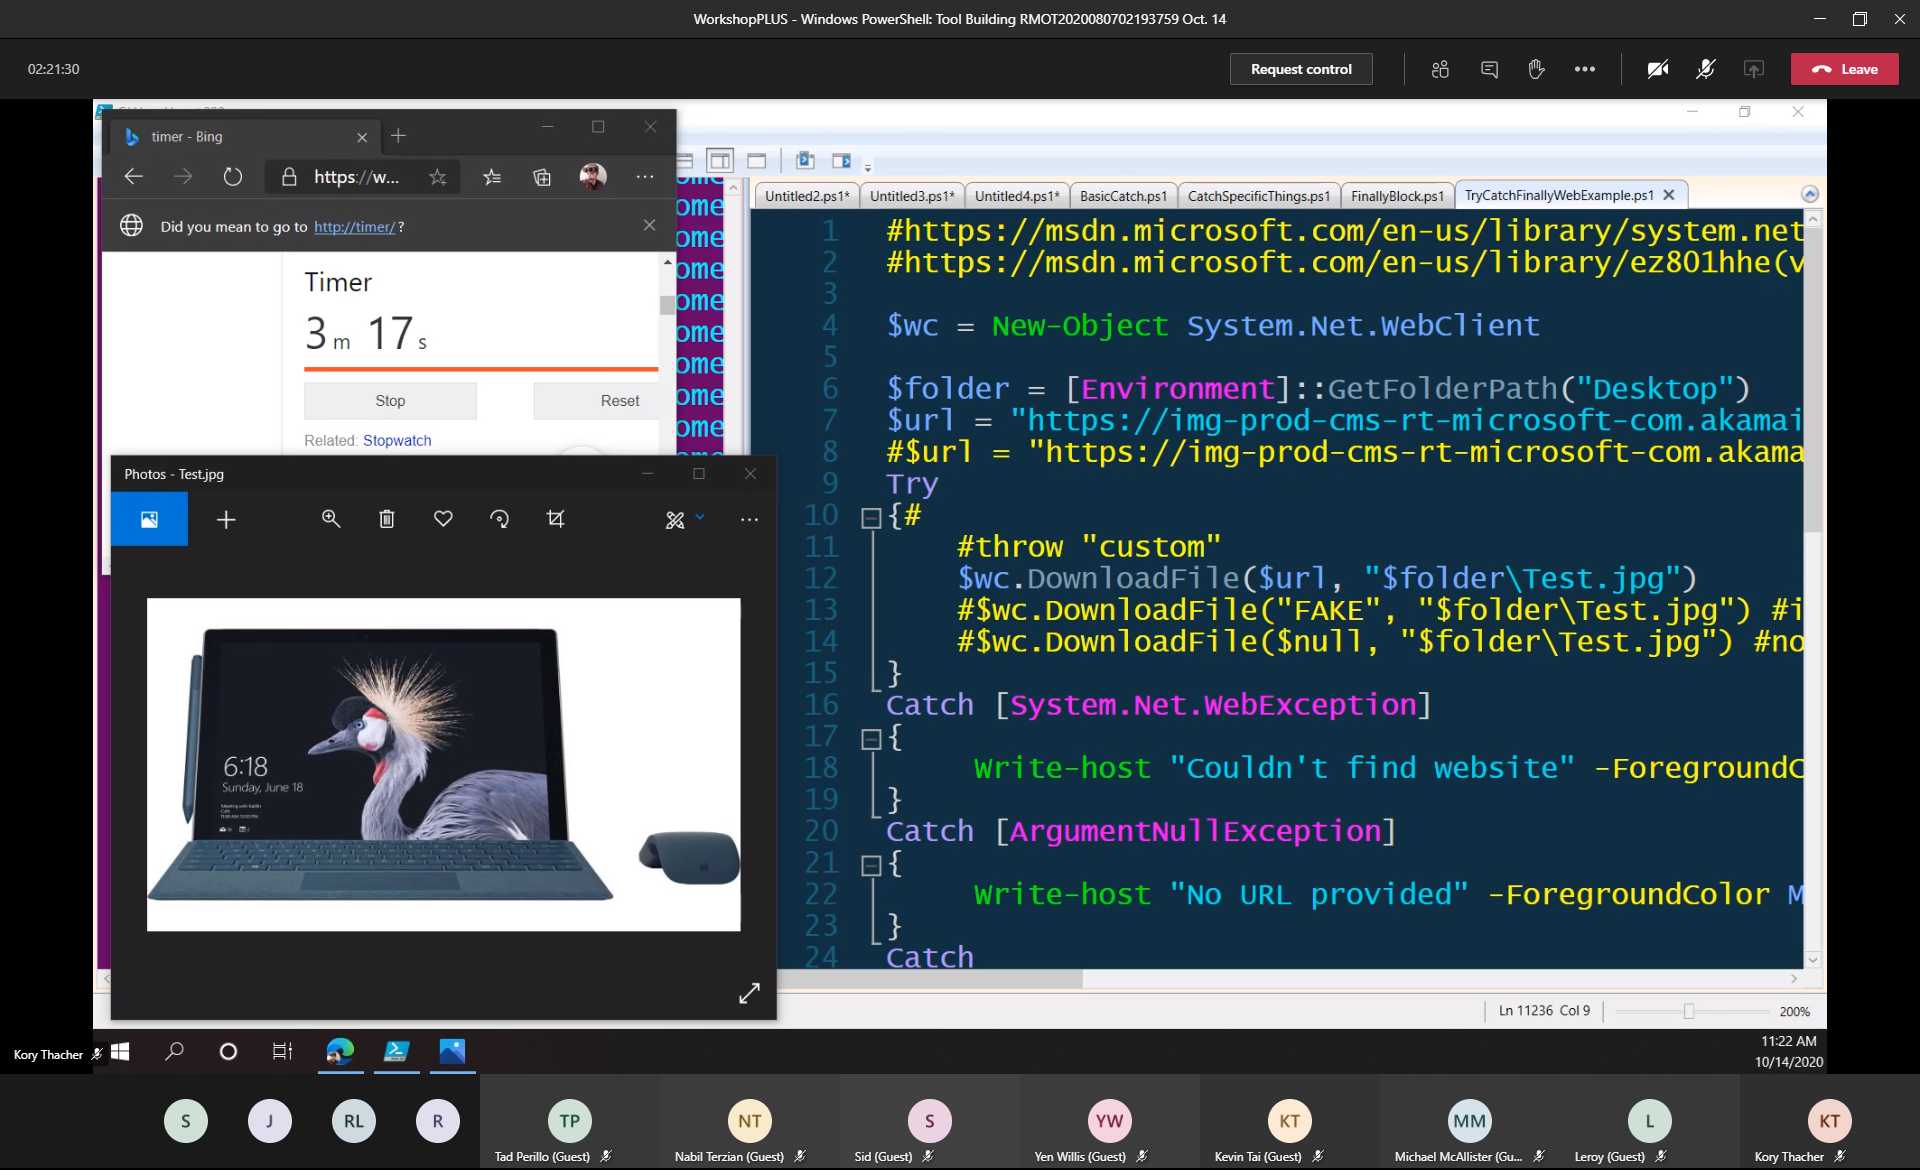 WorkshopPLUS - Windows PowerShell: Tool Building RMOT2020080702193759 Oct. 14
02:21:30
Request control
Leave
timer - Bing
https://w...
Did you mean to go to http://timer/?
Timer
3 m 17 s
Stop
Reset
Related: Stopwatch
ome
ome
ome
ome
ome
ome
ome
ome
Photos - Test.jpg
6:18
Sunday, June 18
Untitled2.ps1*
Untitled3.ps1*
Untitled4.ps1*
BasicCatch.ps1
CatchSpecificThings.ps1
FinallyBlock.ps1
TryCatchFinallyWebExample.ps1
1 #https://msdn.microsoft.com/en-us/library/system.net
2 #https://msdn.microsoft.com/en-us/library/ez801hhe(v
3
4 $wc = New-Object System.Net.WebClient
5
6 $folder = [Environment]::GetFolderPath("Desktop")
7 $url = "https://img-prod-cms-rt-microsoft-com.akamai
8 #$url = "https://img-prod-cms-rt-microsoft-com.akama
9 Try
10 {#
11 #throw "custom"
12 $wc.DownloadFile($url, "$folder\Test.jpg")
13 #$wc.DownloadFile("FAKE", "$folder\Test.jpg") #i
14 #$wc.DownloadFile($null, "$folder\Test.jpg") #no
15 }
16 Catch [System.Net.WebException]
17 {
18 Write-host "Couldn't find website" -ForegroundC
19 }
20 Catch [ArgumentNullException]
21 {
22 Write-host "No URL provided" -ForegroundColor M
23 }
24 Catch
Ln 11236 Col 9
200%
Kory Thacher
11:22 AM
10/14/2020
S
J
RL
R
TP
NT
S
YW
KT
MM
L
KT
Tad Perillo (Guest)
Nabil Terzian (Guest)
Sid (Guest)
Yen Willis (Guest)
Kevin Tai (Guest)
Michael McAllister (Gu...
Leroy (Guest)
Kory Thacher